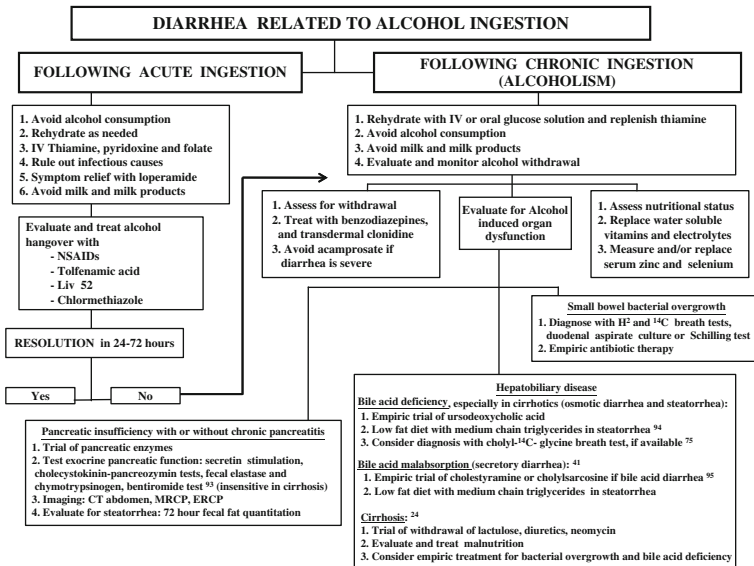 DIARRHEA RELATED TO ALCOHOL INGESTION
FOLLOWING ACUTE INGESTION
FOLLOWING CHRONIC INGESTION
(ALCOHOLISM)
1. Avoid alcohol consumption
2. Rehydrate as needed
3. IV Thiamine, pyridoxine and folate
4. Rule out infectious causes
5. Symptom relief with loperamide
6. Avoid milk and milk products
1. Rehydrate with IV or oral glucose solution and replenish thiamine
2. Avoid alcohol consumption
3. Avoid milk and milk products
4. Evaluate and monitor alcohol withdrawal
Evaluate and treat alcohol
hangover with
- NSAIDs
- Tolfenamic acid
- Liv 52
- Chlormethiazole
1. Assess for withdrawal
2. Treat with benzodiazepines,
and transdermal clonidine
3. Avoid acamprosate if
diarrhea is severe
Evaluate for Alcohol
induced organ
dysfunction
1. Assess nutritional status
2. Replace water soluble
vitamins and electrolytes
3. Measure and/or replace
serum zinc and selenium
RESOLUTION in 24-72 hours
Yes
No
Small bowel bacterial overgrowth
1. Diagnose with H² and ¹⁴C breath tests,
duodenal aspirate culture or Schilling test
2. Empiric antibiotic therapy
Pancreatic insufficiency with or without chronic pancreatitis
1. Trial of pancreatic enzymes
2. Test exocrine pancreatic function: secretin stimulation,
cholecystokinin-pancreozymin tests, fecal elastase and
chymotrypsinogen, bentiromide test ⁹³ (insensitive in cirrhosis)
3. Imaging: CT abdomen, MRCP, ERCP
4. Evaluate for steatorrhea: 72 hour fecal fat quantitation
Hepatobiliary disease
Bile acid deficiency, especially in cirrhotics (osmotic diarrhea and steatorrhea):
1. Empiric trial of ursodeoxycholic acid
2. Low fat diet with medium chain triglycerides in steatorrhea ⁹⁴
3. Consider diagnosis with cholyl-¹⁴C- glycine breath test, if available ⁷⁵
Bile acid malabsorption (secretory diarrhea): ⁴¹
1. Empiric trial of cholestyramine or cholylsarcosine if bile acid diarrhea ⁹⁵
2. Low fat diet with medium chain triglycerides in steatorrhea
Cirrhosis: ²⁴
1. Trial of withdrawal of lactulose, diuretics, neomycin
2. Evaluate and treat malnutrition
3. Consider empiric treatment for bacterial overgrowth and bile acid deficiency